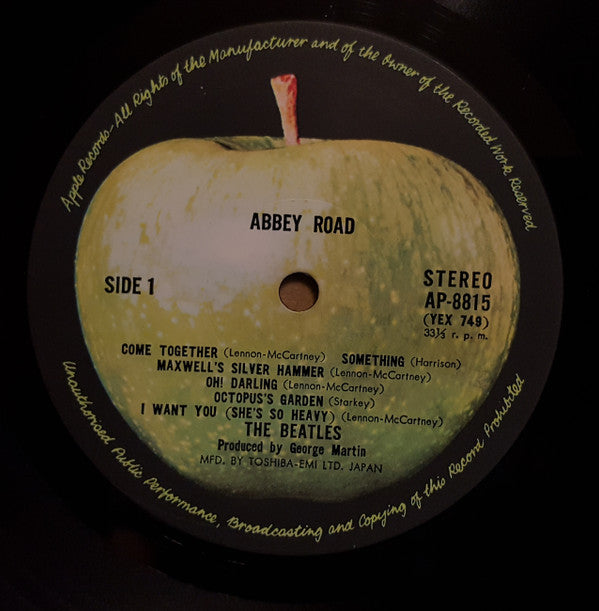 Apple Records—All Rights of the Manufacturer and of the Owner of the Recorded Work Reserved
ABBEY ROAD
SIDE 1
STEREO
AP-8815
(YEX 749)
33⅓ r. p. m.
COME TOGETHER (Lennon-McCartney) SOMETHING (Harrison)
MAXWELL'S SILVER HAMMER (Lennon-McCartney)
OH! DARLING (Lennon-McCartney)
OCTOPUS'S GARDEN (Starkey)
I WANT YOU (SHE'S SO HEAVY) (Lennon-McCartney)
THE BEATLES
Produced by George Martin
MFD. BY TOSHIBA-EMI LTD. JAPAN
Unauthorised Public Performance, Broadcasting and Copying of this Record Prohibited